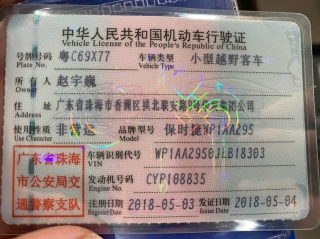 中华人民共和国机动车行驶证
Vehicle License of the People's Republic of China
号牌号码 粤C69X77 车辆类型 小型越野客车
Plate No. Vehicle Type
所有人 赵宇巍
Owner
住址 广东省珠海市香洲区拱北联安路
Address
使用性质 非营运 品牌型号 保时捷WP1AA295
Use Character Model
广东省珠海
市公安局交
通警察支队
车辆识别代号 WP1AA2950JLB18303
VIN
发动机号码 CYP108835
Engine No.
注册日期 2018-05-03 发证日期 2018-05-04
Register Date Issue Date